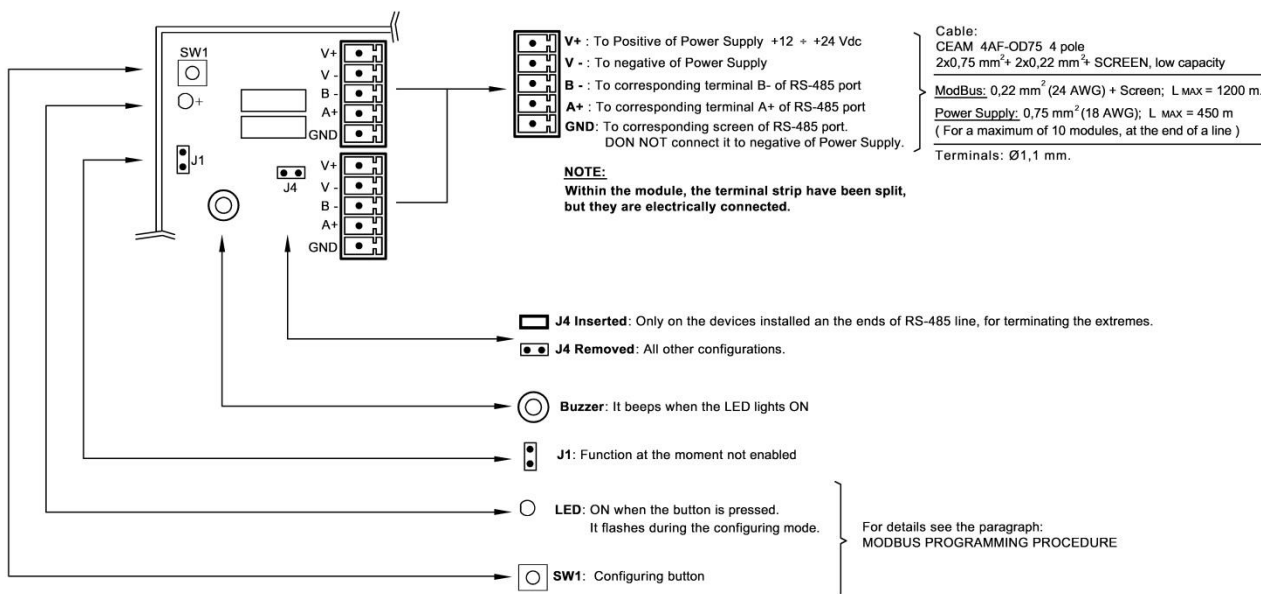 SW1
+
J1
J4
V+
V -
B -
A+
GND
V+
V -
B -
A+
GND
V+ : To Positive of Power Supply +12 ÷ +24 Vdc
V - : To negative of Power Supply
B - : To corresponding terminal B- of RS-485 port
A+ : To corresponding terminal A+ of RS-485 port
GND: To corresponding screen of RS-485 port.
DON NOT connect it to negative of Power Supply.
Cable:
CEAM 4AF-OD75 4 pole
2x0,75 mm²+ 2x0,22 mm²+ SCREEN, low capacity
ModBus: 0,22 mm² (24 AWG) + Screen; L MAX = 1200 m.
Power Supply: 0,75 mm² (18 AWG); L MAX = 450 m
( For a maximum of 10 modules, at the end of a line )
Terminals: Ø1,1 mm.
NOTE:
Within the module, the terminal strip have been split,
but they are electrically connected.
J4 Inserted: Only on the devices installed an the ends of RS-485 line, for terminating the extremes.
J4 Removed: All other configurations.
Buzzer: It beeps when the LED lights ON
J1: Function at the moment not enabled
LED: ON when the button is pressed.
It flashes during the configuring mode.
SW1: Configuring button
For details see the paragraph:
MODBUS PROGRAMMING PROCEDURE